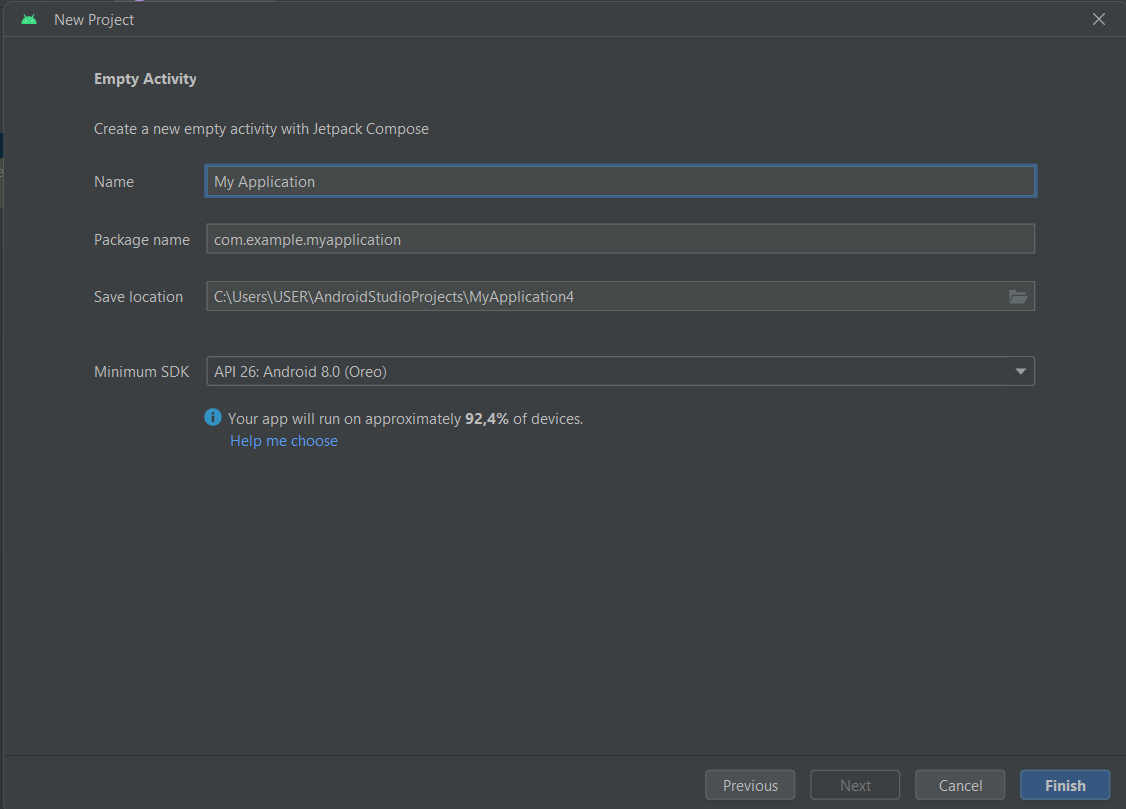 New Project
Empty Activity
Create a new empty activity with Jetpack Compose
Name My Application
Package name com.example.myapplication
Save location C:\Users\USER\AndroidStudioProjects\MyApplication4
Minimum SDK API 26: Android 8.0 (Oreo)
i Your app will run on approximately 92,4% of devices.
Help me choose
Previous Next Cancel Finish